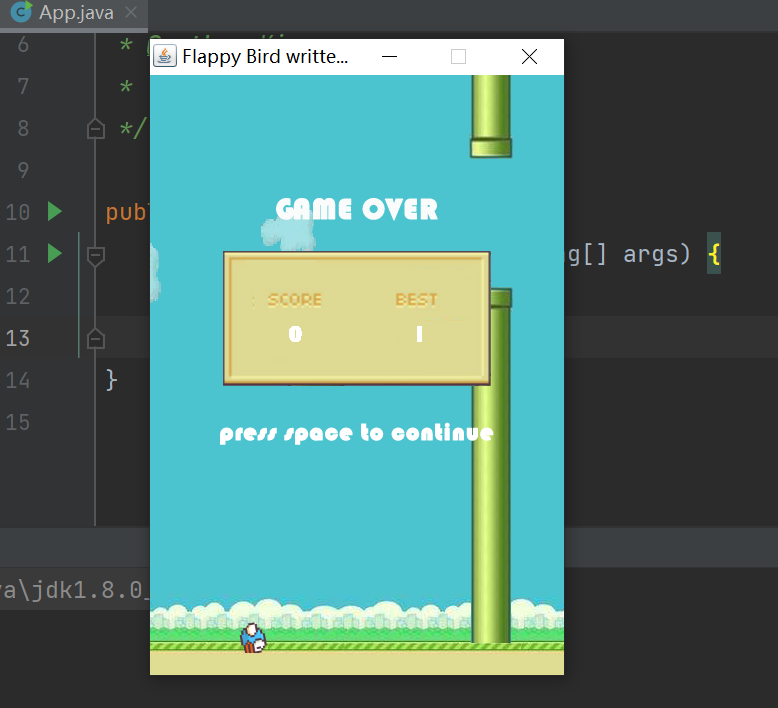 App.java
6 *
7 *
8 */
9
10 publ
11 g[] args) {
12
13
14 }
15
Flappy Bird writte...
GAME OVER
SCORE BEST
0 1
press space to continue
va\jdk1.8.0_